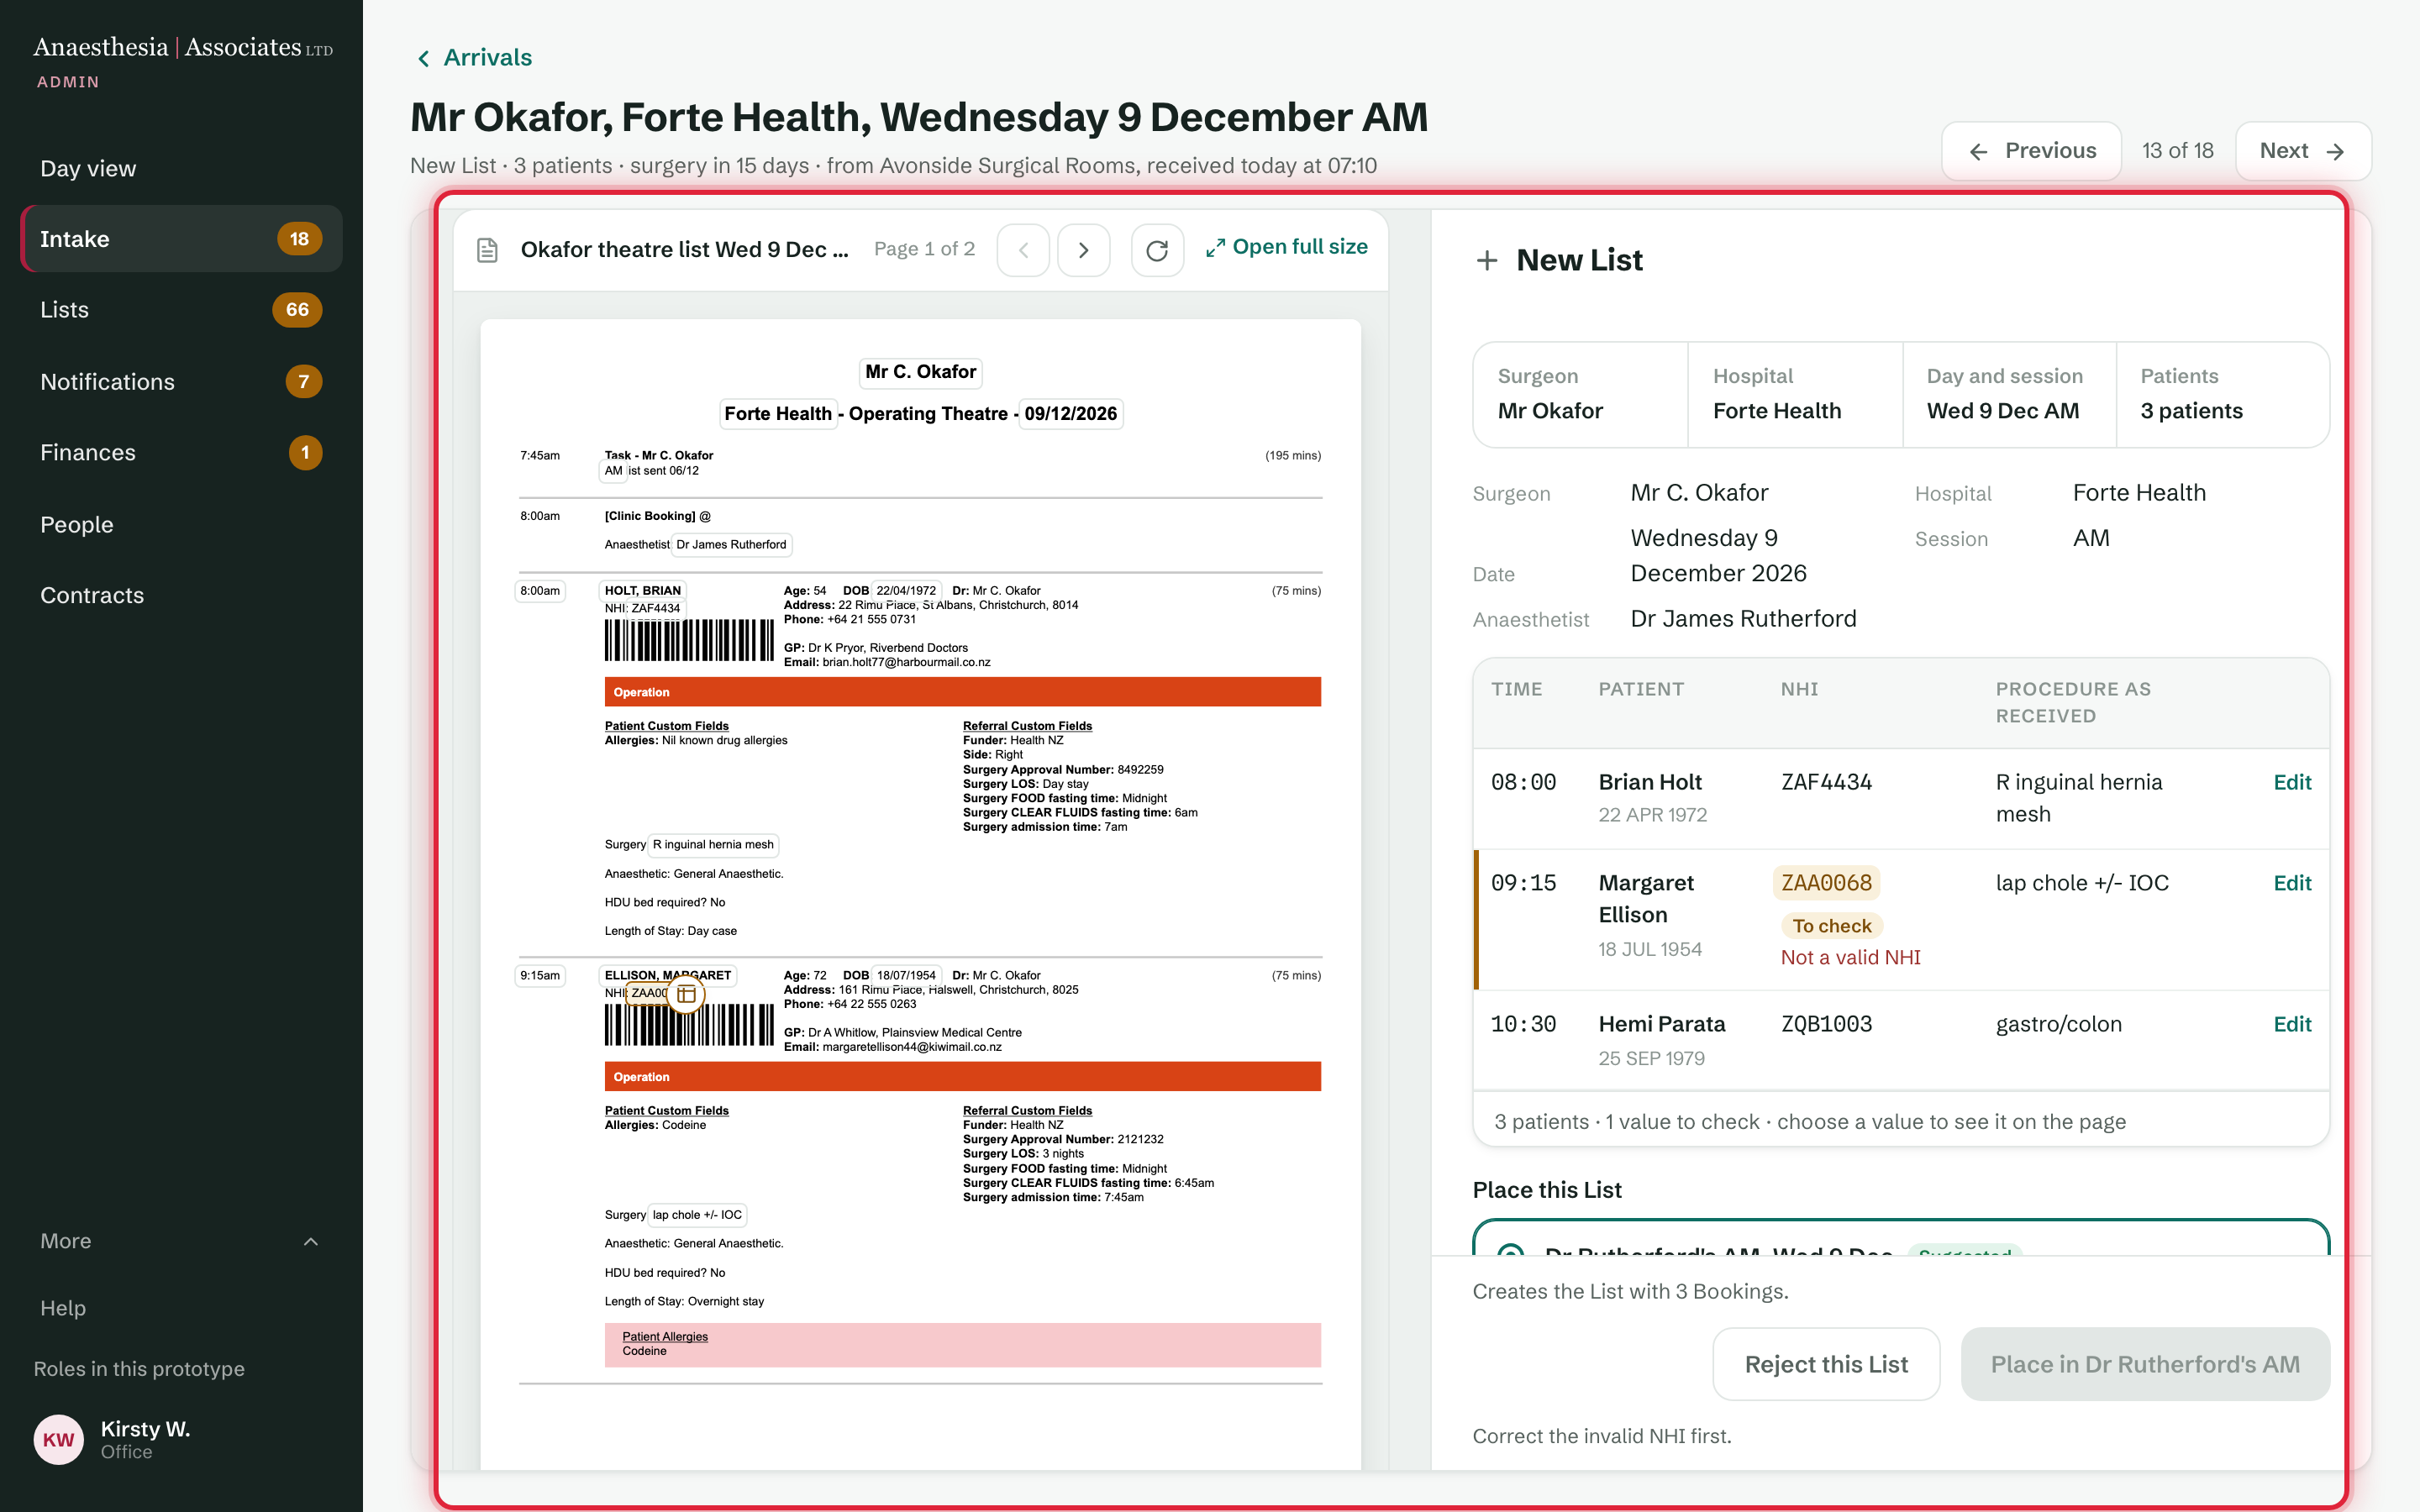 Anaesthesia | Associates LTD
ADMIN
Day view
Intake 18
Lists 66
Notifications 7
Finances 1
People
Contracts
More
Help
Roles in this prototype
KW
Kirsty W.
Office
Arrivals
Mr Okafor, Forte Health, Wednesday 9 December AM
New List · 3 patients · surgery in 15 days · from Avonside Surgical Rooms, received today at 07:10
Previous
13 of 18
Next
Okafor theatre list Wed 9 Dec ...
Page 1 of 2
Open full size
Mr C. Okafor
Forte Health - Operating Theatre - 09/12/2026
7:45am Task - Mr C. Okafor (195 mins)
AM ist sent 06/12
8:00am [Clinic Booking] @
Anaesthetist Dr James Rutherford
8:00am HOLT, BRIAN Age: 54 DOB 22/04/1972 Dr: Mr C. Okafor (75 mins)
NHI: ZAF4434 Address: 22 Rimu Place, St Albans, Christchurch, 8014
Phone: +64 21 555 0731
GP: Dr K Pryor, Riverbend Doctors
Email: brian.holt77@harbourmail.co.nz
Operation
Patient Custom Fields
Allergies: Nil known drug allergies
Referral Custom Fields
Funder: Health NZ
Side: Right
Surgery Approval Number: 8492259
Surgery LOS: Day stay
Surgery FOOD fasting time: Midnight
Surgery CLEAR FLUIDS fasting time: 6am
Surgery admission time: 7am
Surgery R inguinal hernia mesh
Anaesthetic: General Anaesthetic.
HDU bed required? No
Length of Stay: Day case
9:15am ELLISON, MARGARET Age: 72 DOB 18/07/1954 Dr: Mr C. Okafor (75 mins)
NHI: ZAA00 Address: 161 Rimu Place, Halswell, Christchurch, 8025
Phone: +64 22 555 0263
GP: Dr A Whitlow, Plainsview Medical Centre
Email: margaretellison44@kiwimail.co.nz
Operation
Patient Custom Fields
Allergies: Codeine
Referral Custom Fields
Funder: Health NZ
Surgery Approval Number: 2121232
Surgery LOS: 3 nights
Surgery FOOD fasting time: Midnight
Surgery CLEAR FLUIDS fasting time: 6:45am
Surgery admission time: 7:45am
Surgery lap chole +/- IOC
Anaesthetic: General Anaesthetic.
HDU bed required? No
Length of Stay: Overnight stay
Patient Allergies
Codeine
New List
Surgeon Hospital Day and session Patients
Mr Okafor Forte Health Wed 9 Dec AM 3 patients
Surgeon Mr C. Okafor Hospital Forte Health
Date Wednesday 9 December 2026 Session AM
Anaesthetist Dr James Rutherford
TIME PATIENT NHI PROCEDURE AS RECEIVED
08:00 Brian Holt ZAF4434 R inguinal hernia mesh Edit
22 APR 1972
09:15 Margaret Ellison ZAA0068 lap chole +/- IOC Edit
To check
18 JUL 1954 Not a valid NHI
10:30 Hemi Parata ZQB1003 gastro/colon Edit
25 SEP 1979
3 patients · 1 value to check · choose a value to see it on the page
Place this List
Dr Rutherford's AM, Wed 9 Dec Suggested
Creates the List with 3 Bookings.
Reject this List
Place in Dr Rutherford's AM
Correct the invalid NHI first.